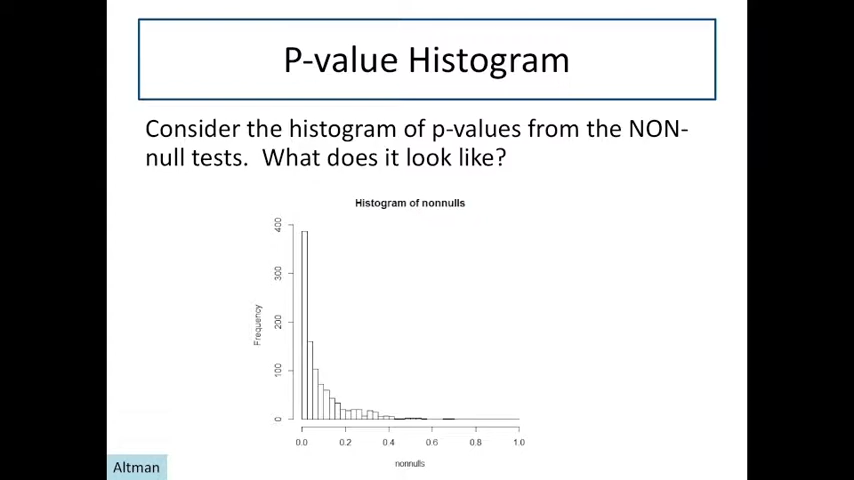 P-value Histogram
Consider the histogram of p-values from the NON-
null tests.  What does it look like?
Histogram of nonnulls
Frequency
400
300
200
100
0
0.0 0.2 0.4 0.6 0.8 1.0
nonnulls
Altman